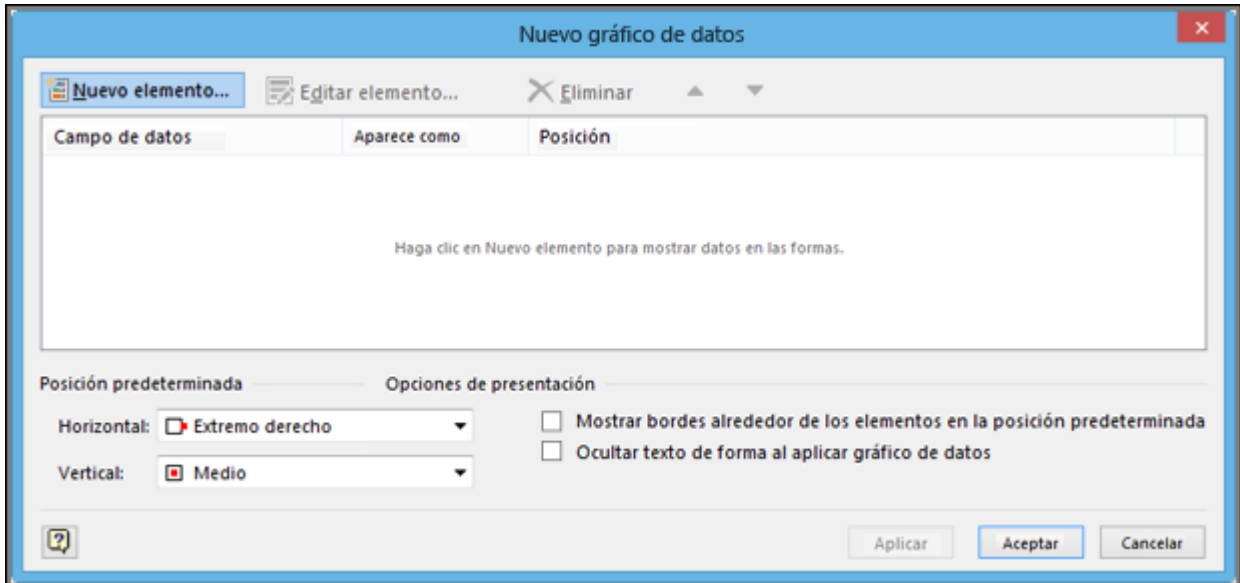 Nuevo gráfico de datos
Nuevo elemento... Editar elemento... Eliminar
Campo de datos Aparece como Posición
Haga clic en Nuevo elemento para mostrar datos en las formas.
Posición predeterminada Opciones de presentación
Horizontal: Extremo derecho Mostrar bordes alrededor de los elementos en la posición predeterminada
Ocultar texto de forma al aplicar gráfico de datos
Vertical: Medio
Aplicar Aceptar Cancelar